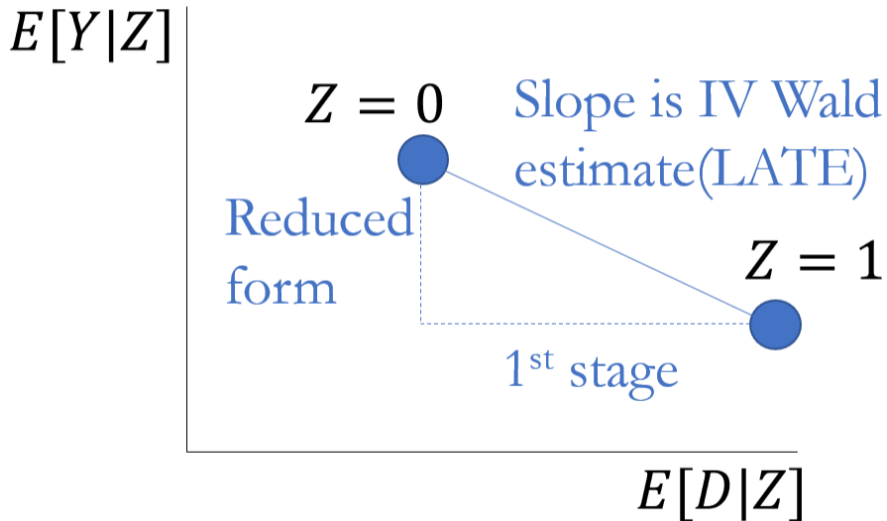 E[Y|Z]
Z = 0
Slope is IV Wald
estimate(LATE)
Reduced
form
Z = 1
1st stage
E[D|Z]